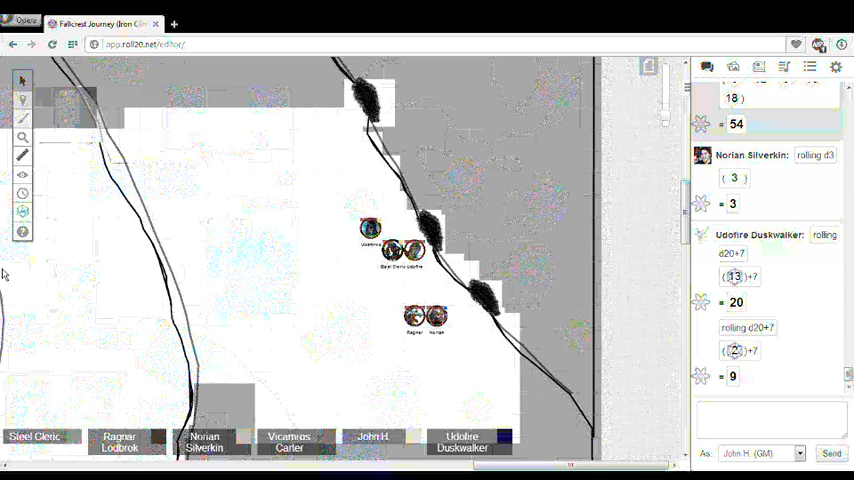 Opera
Fallcrest Journey (Iron C
app.roll20.net/editor/
18 )
= 54
Norian Silverkin: rolling d3
( 3 )
= 3
Udofire Duskwalker: rolling
d20+7
(13)+7
= 20
rolling d20+7
(2)+7
= 9
Vicamros
Steel Cleric Udofire
Ragnar Norian
Steel Cleric
Ragnar
Lodbrok
Norian
Silverkin
Vicamros
Carter
John H.
Udofire
Duskwalker
As: John H. (GM)
Send